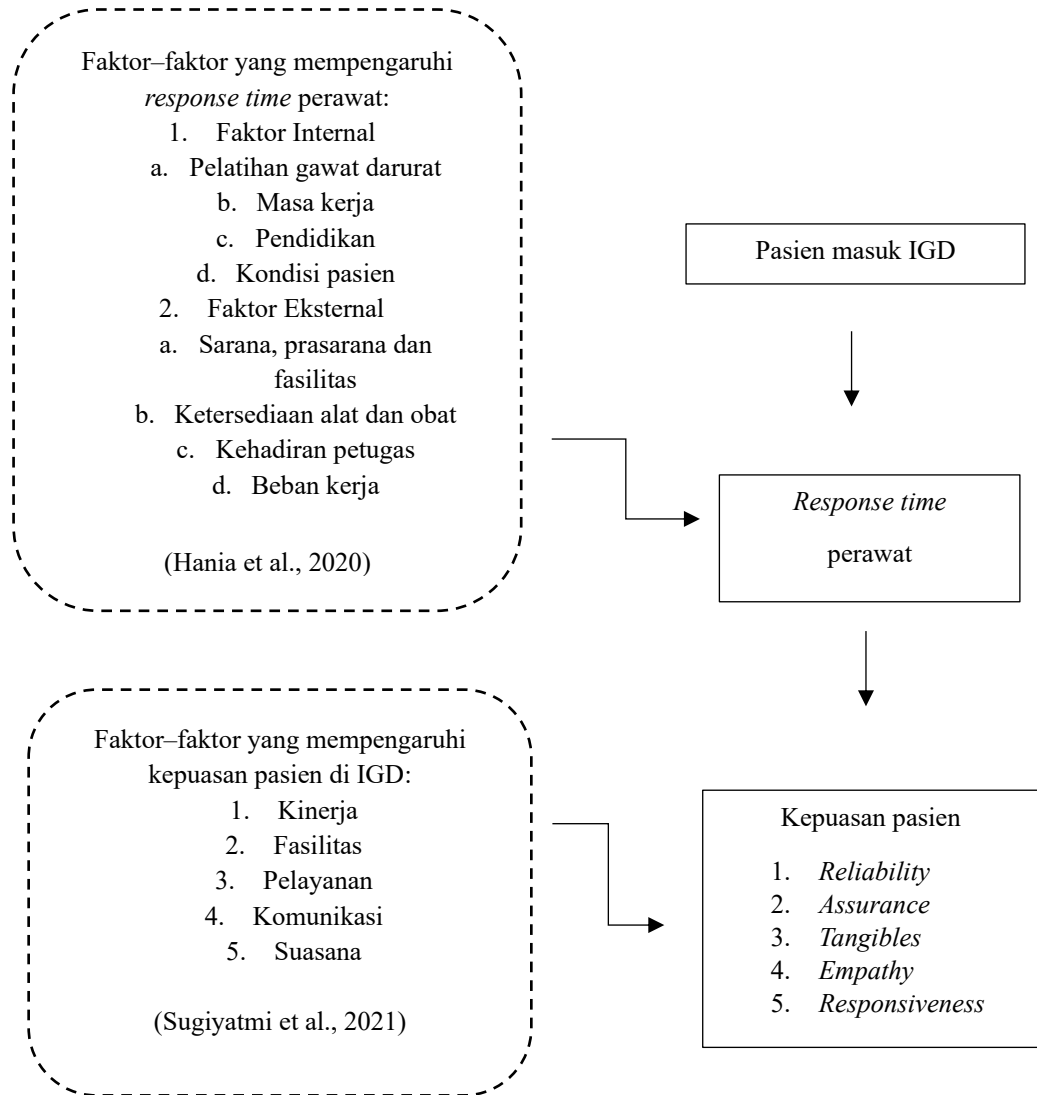 Faktor–faktor yang mempengaruhi
response time perawat:
1. Faktor Internal
a. Pelatihan gawat darurat
b. Masa kerja
c. Pendidikan
d. Kondisi pasien
2. Faktor Eksternal
a. Sarana, prasarana dan
fasilitas
b. Ketersediaan alat dan obat
c. Kehadiran petugas
d. Beban kerja
(Hania et al., 2020)
Pasien masuk IGD
Response time
perawat
Faktor–faktor yang mempengaruhi
kepuasan pasien di IGD:
1. Kinerja
2. Fasilitas
3. Pelayanan
4. Komunikasi
5. Suasana
(Sugiyatmi et al., 2021)
Kepuasan pasien
1. Reliability
2. Assurance
3. Tangibles
4. Empathy
5. Responsiveness